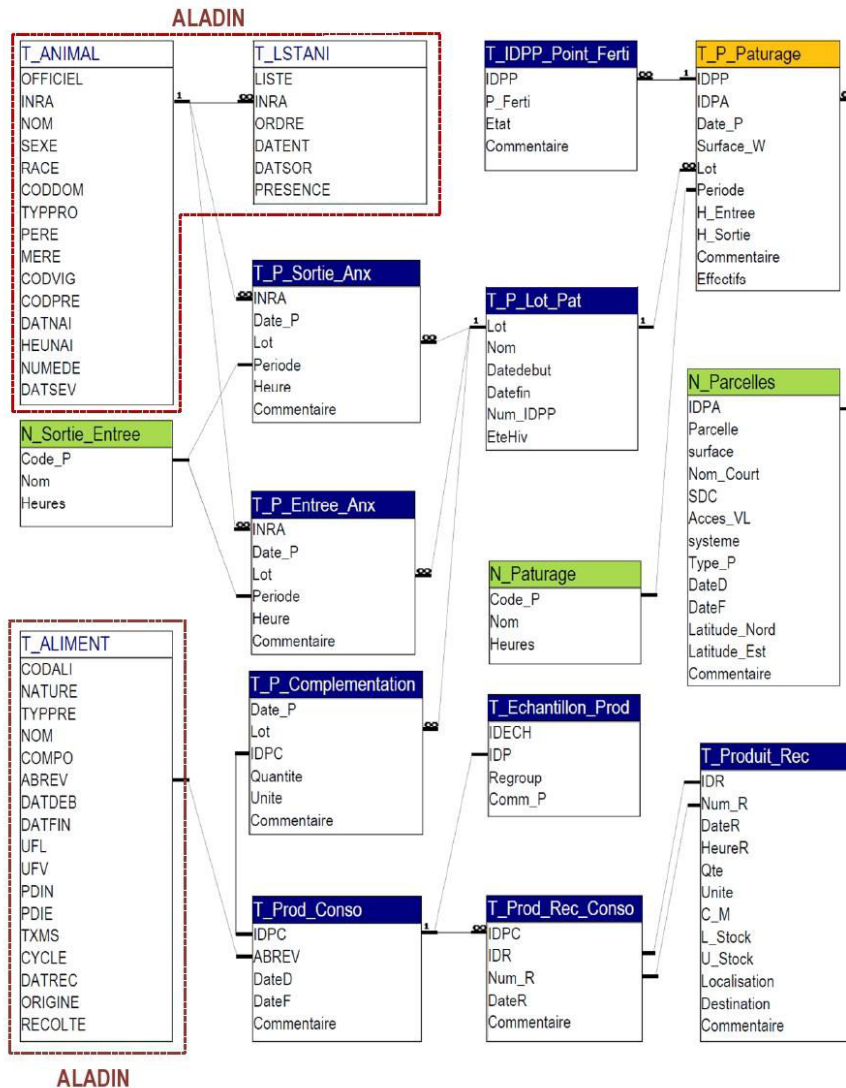 ALADIN
T_ANIMAL
OFFICIEL
INRA
NOM
SEXE
RACE
CODDOM
TYPPRO
PERE
MERE
CODVIG
CODPRE
DATNAI
HEUNAI
NUMEDE
DATSEV
1
T_LSTANI
LISTE
INRA
ORDRE
DATENT
DATSOR
PRESENCE
∞
T_IDPP_Point_Ferti
IDPP
P_Ferti
Etat
Commentaire
∞
1
T_P_Paturage
IDPP
IDPA
Date_P
Surface_W
Lot
Periode
H_Entree
H_Sortie
Commentaire
Effectifs
∞
T_P_Sortie_Anx
INRA
Date_P
Lot
Periode
Heure
Commentaire
∞
∞
1
T_P_Lot_Pat
Lot
Nom
Datedebut
Datefin
Num_IDPP
EteHiv
1
N_Parcelles
IDPA
Parcelle
surface
Nom_Court
SDC
Acces_VL
systeme
Type_P
DateD
DateF
Latitude_Nord
Latitude_Est
Commentaire
N_Sortie_Entree
Code_P
Nom
Heures
T_P_Entree_Anx
INRA
Date_P
Lot
Periode
Heure
Commentaire
∞
∞
N_Paturage
Code_P
Nom
Heures
T_ALIMENT
CODALI
NATURE
TYPPRE
NOM
COMPO
ABREV
DATDEB
DATFIN
UFL
UFV
PDIN
PDIE
TXMS
CYCLE
DATREC
ORIGINE
RECOLTE
T_P_Complementation
Date_P
Lot
IDPC
Quantite
Unite
Commentaire
∞
T_Echantillon_Prod
IDECH
IDP
Regroup
Comm_P
T_Produit_Rec
IDR
Num_R
DateR
HeureR
Qte
Unite
C_M
L_Stock
U_Stock
Localisation
Destination
Commentaire
T_Prod_Conso
IDPC
ABREV
DateD
DateF
Commentaire
1
∞
T_Prod_Rec_Conso
IDPC
IDR
Num_R
DateR
Commentaire
ALADIN